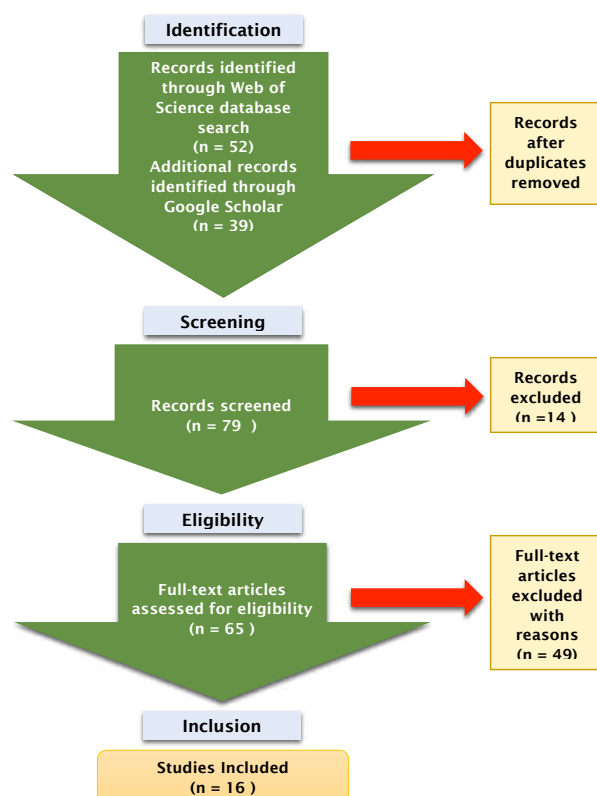 Identification
Records identified
through Web of
Science database
search
(n = 52)
Additional records
identified through
Google Scholar
(n = 39)
Records
after
duplicates
removed
Screening
Records screened
(n = 79 )
Records
excluded
(n =14 )
Eligibility
Full-text articles
assessed for eligibility
(n = 65 )
Full-text
articles
excluded
with
reasons
(n = 49)
Inclusion
Studies Included
(n = 16 )